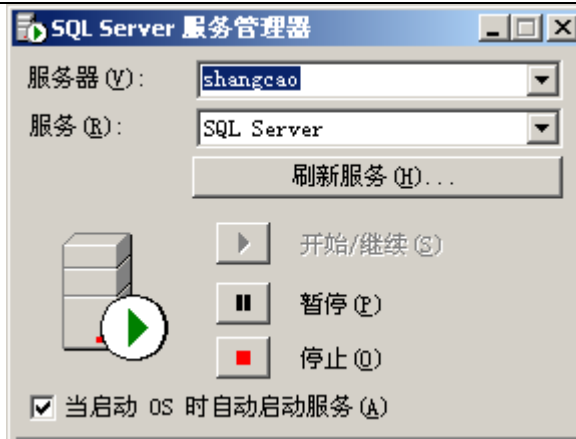 SQL Server 服务管理器
服务器(V): shangcao
服务(R): SQL Server
刷新服务(H)...
开始/继续(S)
暂停(P)
停止(O)
当启动 OS 时自动启动服务(A)